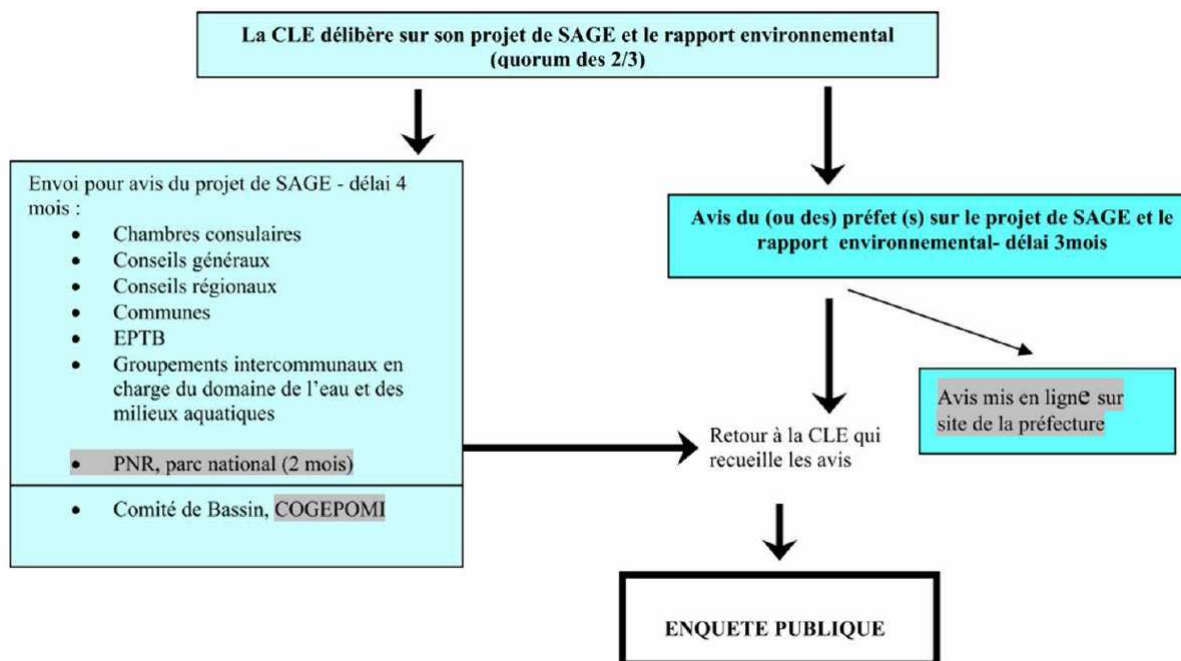 La CLE délibère sur son projet de SAGE et le rapport environnemental
(quorum des 2/3)
Envoi pour avis du projet de SAGE - délai 4
mois :
• Chambres consulaires
• Conseils généraux
• Conseils régionaux
• Communes
• EPTB
• Groupements intercommunaux en
charge du domaine de l'eau et des
milieux aquatiques
• PNR, parc national (2 mois)
• Comité de Bassin, COGEPOMI
Avis du (ou des) préfet (s) sur le projet de SAGE et le
rapport environnemental- délai 3mois
Avis mis en ligne sur
site de la préfecture
Retour à la CLE qui
recueille les avis
ENQUETE PUBLIQUE